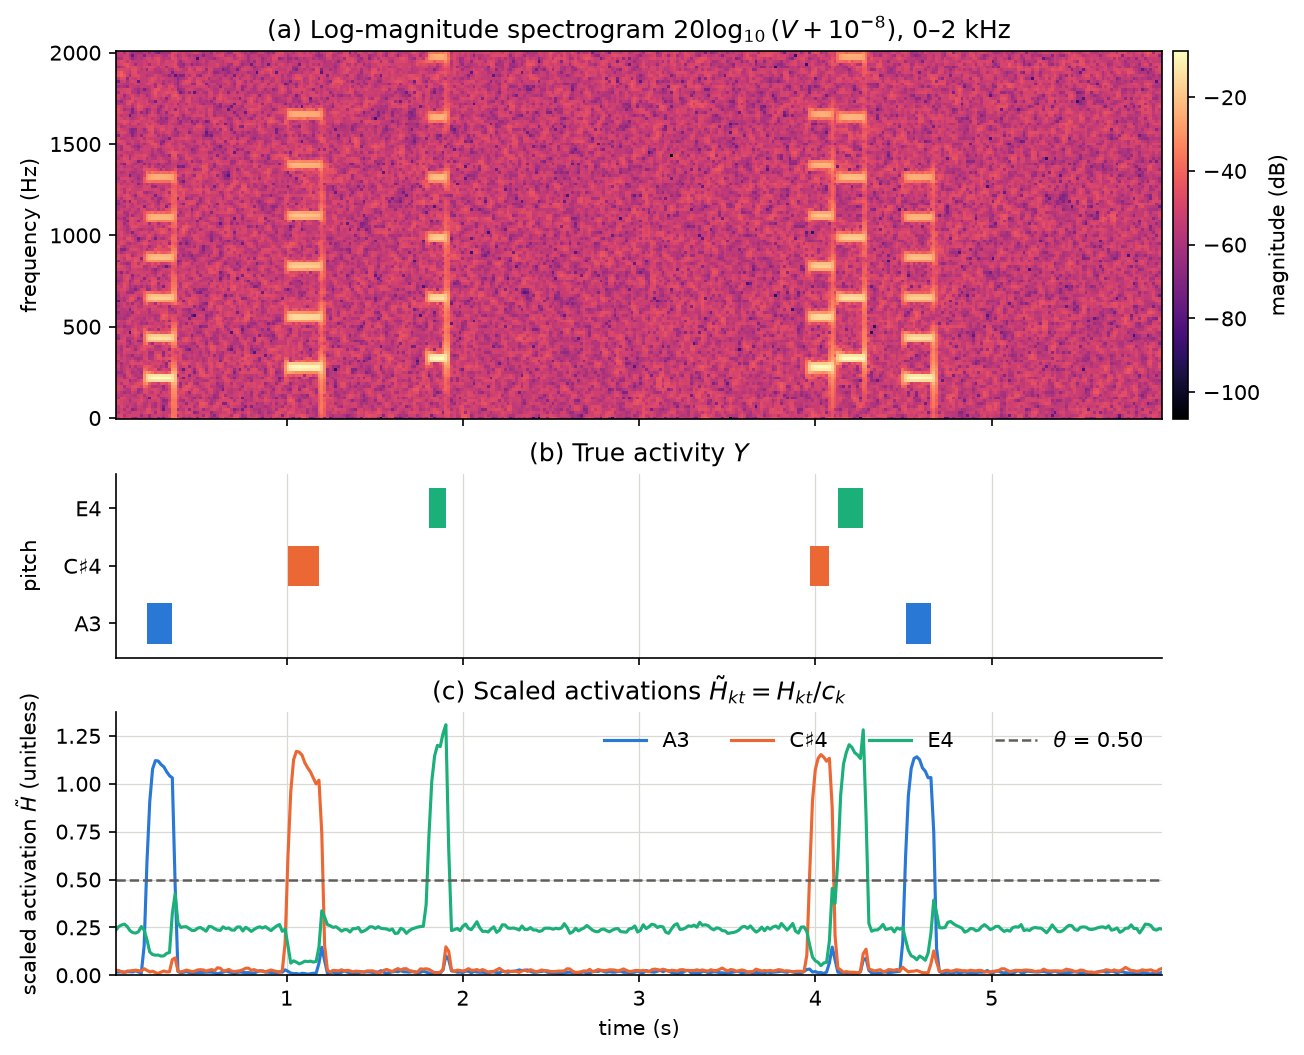 (a) Log-magnitude spectrogram 20log₁₀(V + 10⁻⁸), 0–2 kHz
frequency (Hz)
2000
1500
1000
500
0
−20
−40
−60
−80
−100
magnitude (dB)
(b) True activity Y
pitch
E4
C♯4
A3
(c) Scaled activations H̃ₖₜ = Hₖₜ/cₖ
scaled activation H̃ (unitless)
1.25
1.00
0.75
0.50
0.25
0.00
A3 C♯4 E4 θ = 0.50
1 2 3 4 5
time (s)